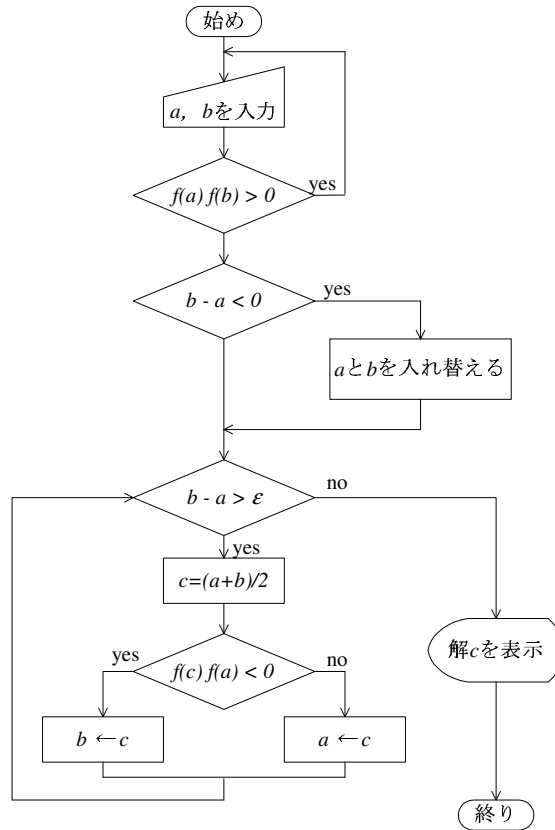 始め
a, bを入力
f(a) f(b) > 0
yes
b - a < 0
yes
aとbを入れ替える
b - a > ε
no
yes
c=(a+b)/2
f(c) f(a) < 0
yes
no
解cを表示
b ← c
a ← c
終り